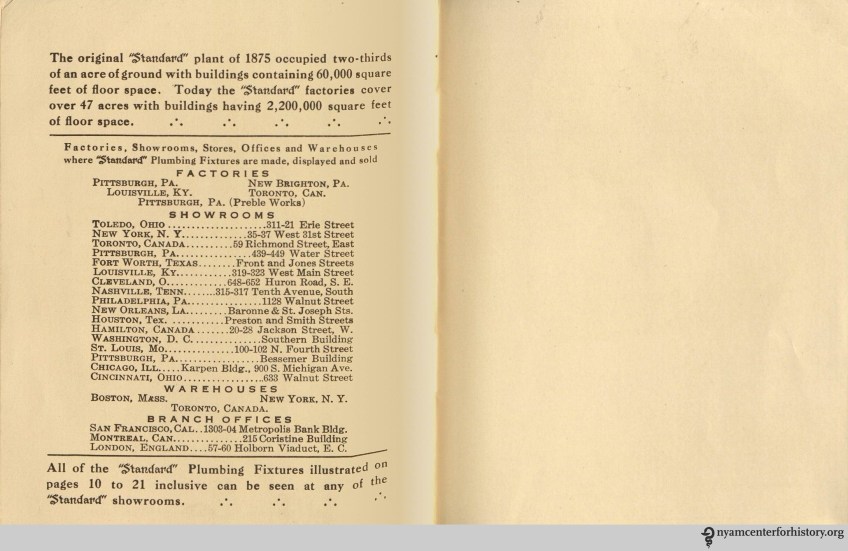 The original "Standard" plant of 1875 occupied two-thirds
of an acre of ground with buildings containing 60,000 square
feet of floor space. Today the "Standard" factories cover
over 47 acres with buildings having 2,200,000 square feet
of floor space. ∴ ∴ ∴ ∴ ∴
Factories, Showrooms, Stores, Offices and Warehouses
where "Standard" Plumbing Fixtures are made, displayed and sold
FACTORIES
PITTSBURGH, PA. NEW BRIGHTON, PA.
LOUISVILLE, KY. TORONTO, CAN.
PITTSBURGH, PA. (Preble Works)
SHOWROOMS
TOLEDO, OHIO....................311-21 Erie Street
NEW YORK, N. Y..............35-37 West 31st Street
TORONTO, CANADA..........59 Richmond Street, East
PITTSBURGH, PA................439-449 Water Street
FORT WORTH, TEXAS........Front and Jones Streets
LOUISVILLE, KY............319-323 West Main Street
CLEVELAND, O............648-652 Huron Road, S. E.
NASHVILLE, TENN........315-317 Tenth Avenue, South
PHILADELPHIA, PA................1128 Walnut Street
NEW ORLEANS, LA.........Baronne & St. Joseph Sts.
HOUSTON, Tex. ...........Preston and Smith Streets
HAMILTON, CANADA.......20-28 Jackson Street, W.
WASHINGTON, D. C...............Southern Building
ST. LOUIS, MO.............100-102 N. Fourth Street
PITTSBURGH, PA.................Bessemer Building
CHICAGO, ILL.....Karpen Bldg., 900 S. Michigan Ave.
CINCINNATI, OHIO.................633 Walnut Street
WAREHOUSES
BOSTON, MASS. NEW YORK, N. Y.
TORONTO, CANADA.
BRANCH OFFICES
SAN FRANCISCO, CAL..1303-04 Metropolis Bank Bldg.
MONTREAL, CAN..............215 Coristine Building
LONDON, ENGLAND....57-60 Holborn Viaduct, E. C.
All of the "Standard" Plumbing Fixtures illustrated on
pages 10 to 21 inclusive can be seen at any of the
"Standard" showrooms. ∴ ∴ ∴ ∴
nyamcenterforhistory.org